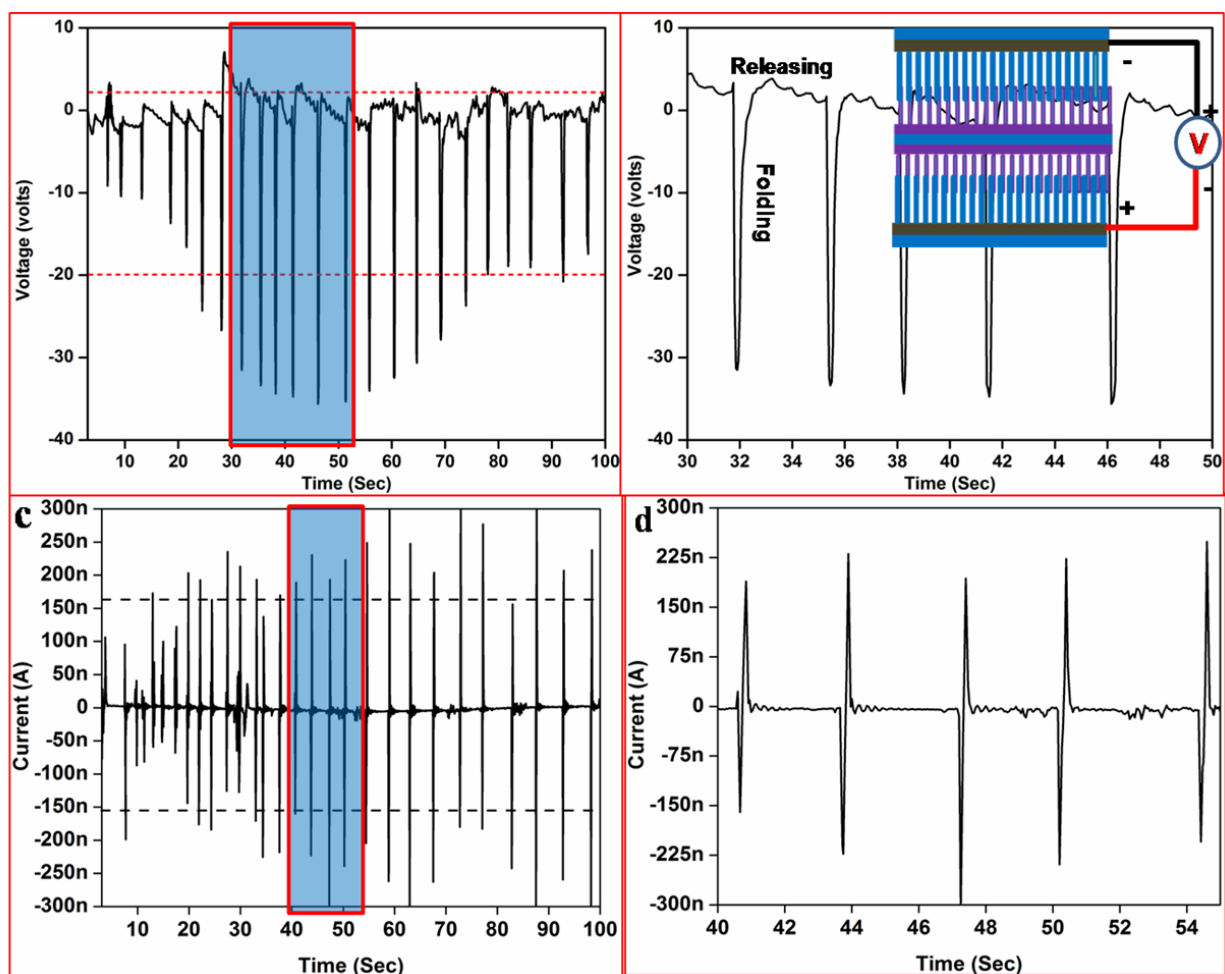 10
0
-10
-20
-30
-40
Voltage (volts)
10 20 30 40 50 60 70 80 90 100
Time (Sec)
10
0
-10
-20
-30
-40
Voltage (volts)
Releasing
Folding
-
+
V
-
+
30 32 34 36 38 40 42 44 46 48 50
Time (Sec)
c
300n
250n
200n
150n
100n
50n
0
-50n
-100n
-150n
-200n
-250n
-300n
Current (A)
10 20 30 40 50 60 70 80 90 100
Time (Sec)
d
300n
225n
150n
75n
0
-75n
-150n
-225n
-300n
Current (A)
40 42 44 46 48 50 52 54
Time (Sec)